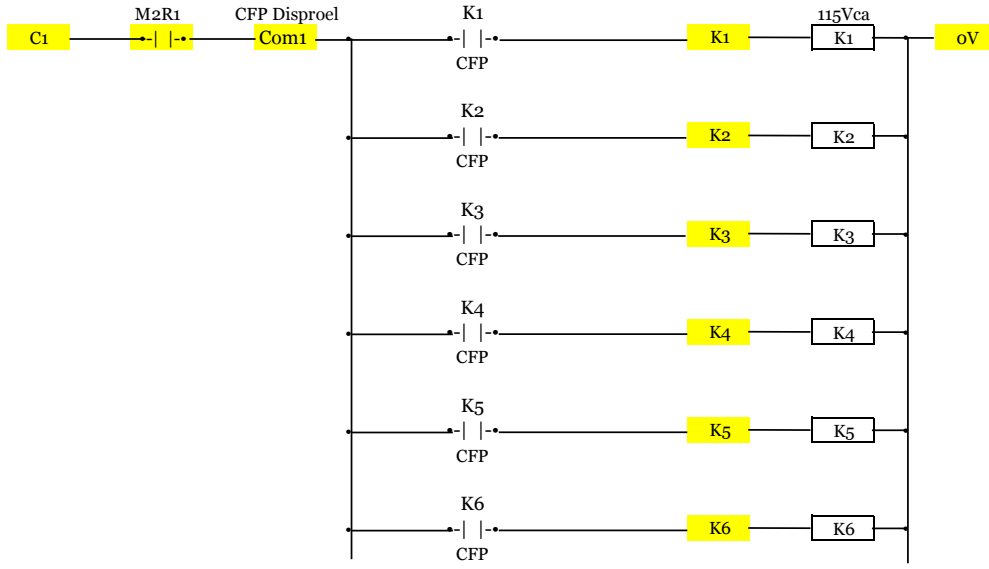 M2R1 CFP Disproel K1 115Vca
C1 -| |- Com1 -| |- K1 K1 0V
CFP
K2
-| |- K2 K2
CFP
K3
-| |- K3 K3
CFP
K4
-| |- K4 K4
CFP
K5
-| |- K5 K5
CFP
K6
-| |- K6 K6
CFP